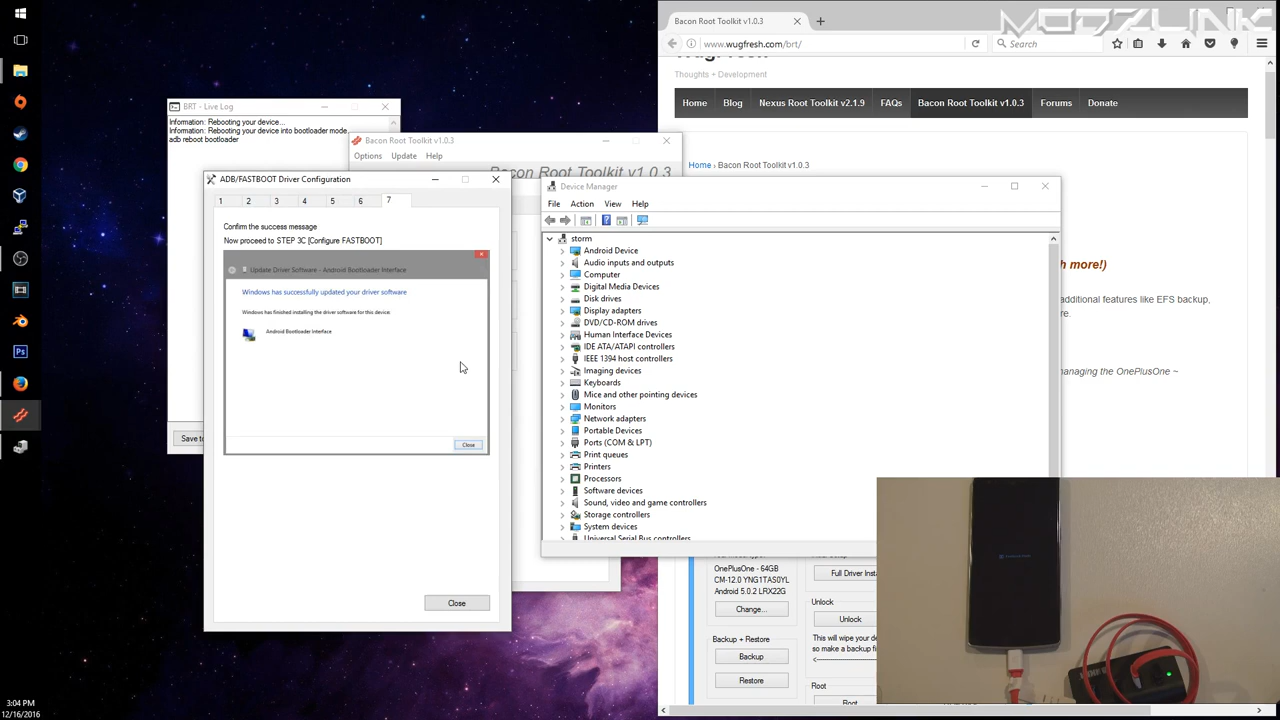 BRT - Live Log
Information: Rebooting your device...
Information: Rebooting your device into bootloader mode.
adb reboot bootloader
Save to
Bacon Root Toolkit v1.0.3
Options Update Help
Bacon Root Toolkit v1.0.3
ADB/FASTBOOT Driver Configuration
1 2 3 4 5 6 7
Confirm the success message
Now proceed to STEP 3C [Configure FASTBOOT]
Update Driver Software - Android Bootloader Interface
Windows has successfully updated your driver software
Windows has finished installing the driver software for this device.
Android Bootloader Interface
Close
Close
Device Manager
File Action View Help
storm
Android Device
Audio inputs and outputs
Computer
Digital Media Devices
Disk drives
Display adapters
DVD/CD-ROM drives
Human Interface Devices
IDE ATA/ATAPI controllers
IEEE 1394 host controllers
Imaging devices
Keyboards
Mice and other pointing devices
Monitors
Network adapters
Portable Devices
Ports (COM & LPT)
Print queues
Printers
Processors
Software devices
Sound, video and game controllers
Storage controllers
System devices
Universal Serial Bus controllers
MODZLINK
Bacon Root Toolkit v1.0.3
www.wugfresh.com/brt/
Search
WugFresh
Thoughts + Development
Home Blog Nexus Root Toolkit v2.1.9 FAQs Bacon Root Toolkit v1.0.3 Forums Donate
Home › Bacon Root Toolkit v1.0.3
h more!)
additional features like EFS backup,
re.
managing the OnePlusOne ~
OnePlusOne - 64GB
CM-12.0 YNG1TAS0YL
Android 5.0.2 LRX22G
Change...
Backup + Restore
Backup
Restore
Full Driver Insta
Unlock
Unlock
This will wipe your de
so make a backup fi
<
Root
Root
3:04 PM
12/16/2016